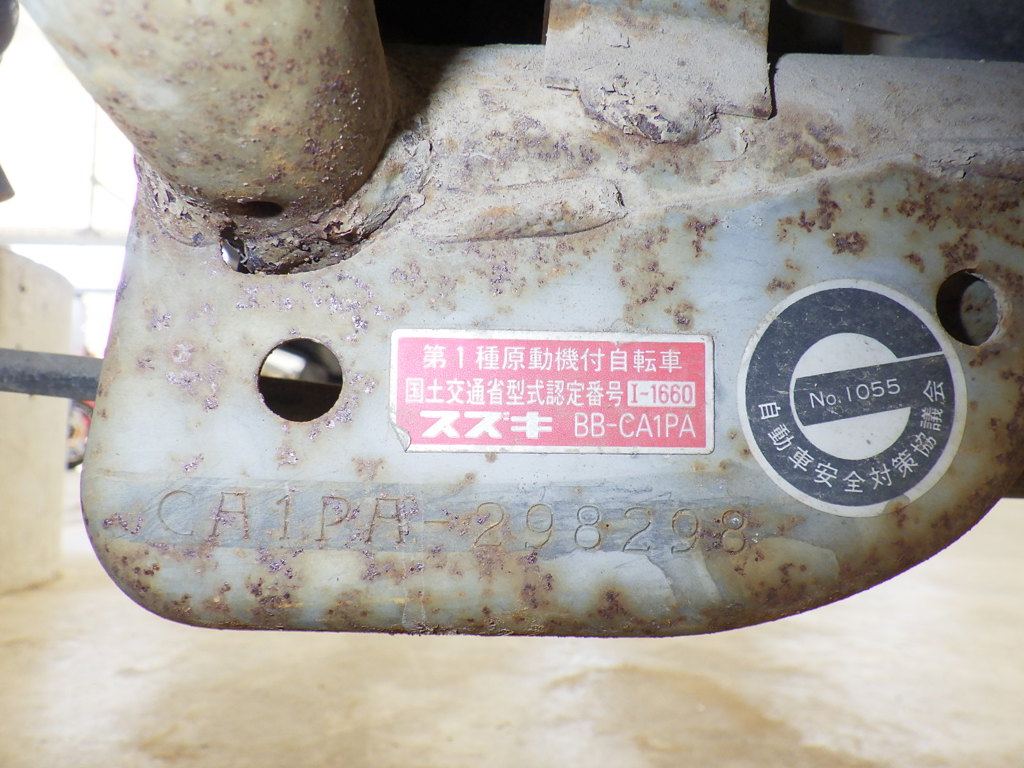 第1種原動機付自転車
国土交通省型式認定番号 I-1660
スズキ BB-CA1PA
No.1055
自動車安全対策協議会
CA1PA-298298